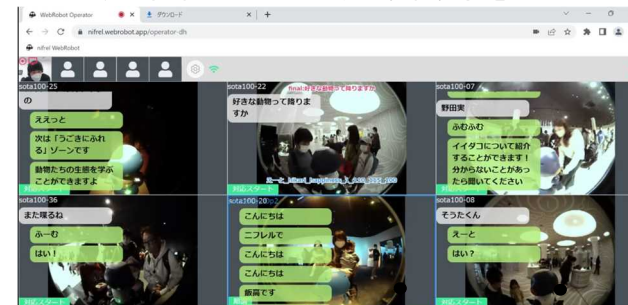 WebRobot Operator
ダウンロード
nifrel.webrobot.app/operator-dh
nifrel WebRobot
sota100-25
の
ええっと
次は「うごきにふれ
る」ゾーンです
動物たちの生態を学ぶ
ことができますよ
対応スタート
sota100-22
final:好きな動物って降りますか
好きな動物って降りま
すか
sota100-07
野田実
ふむふむ
イイダコについて紹介
することができます!
分からないことがあっ
たら聞いてください
対応スタート
sota100-36
また喋るね
ふーむ
はい!
対応スタート
sota100-20
こんにちは
ニフレルで
こんにちは
こんにちは
飯高です
sota100-08
そうたくん
えーと
はい?
対応スタート